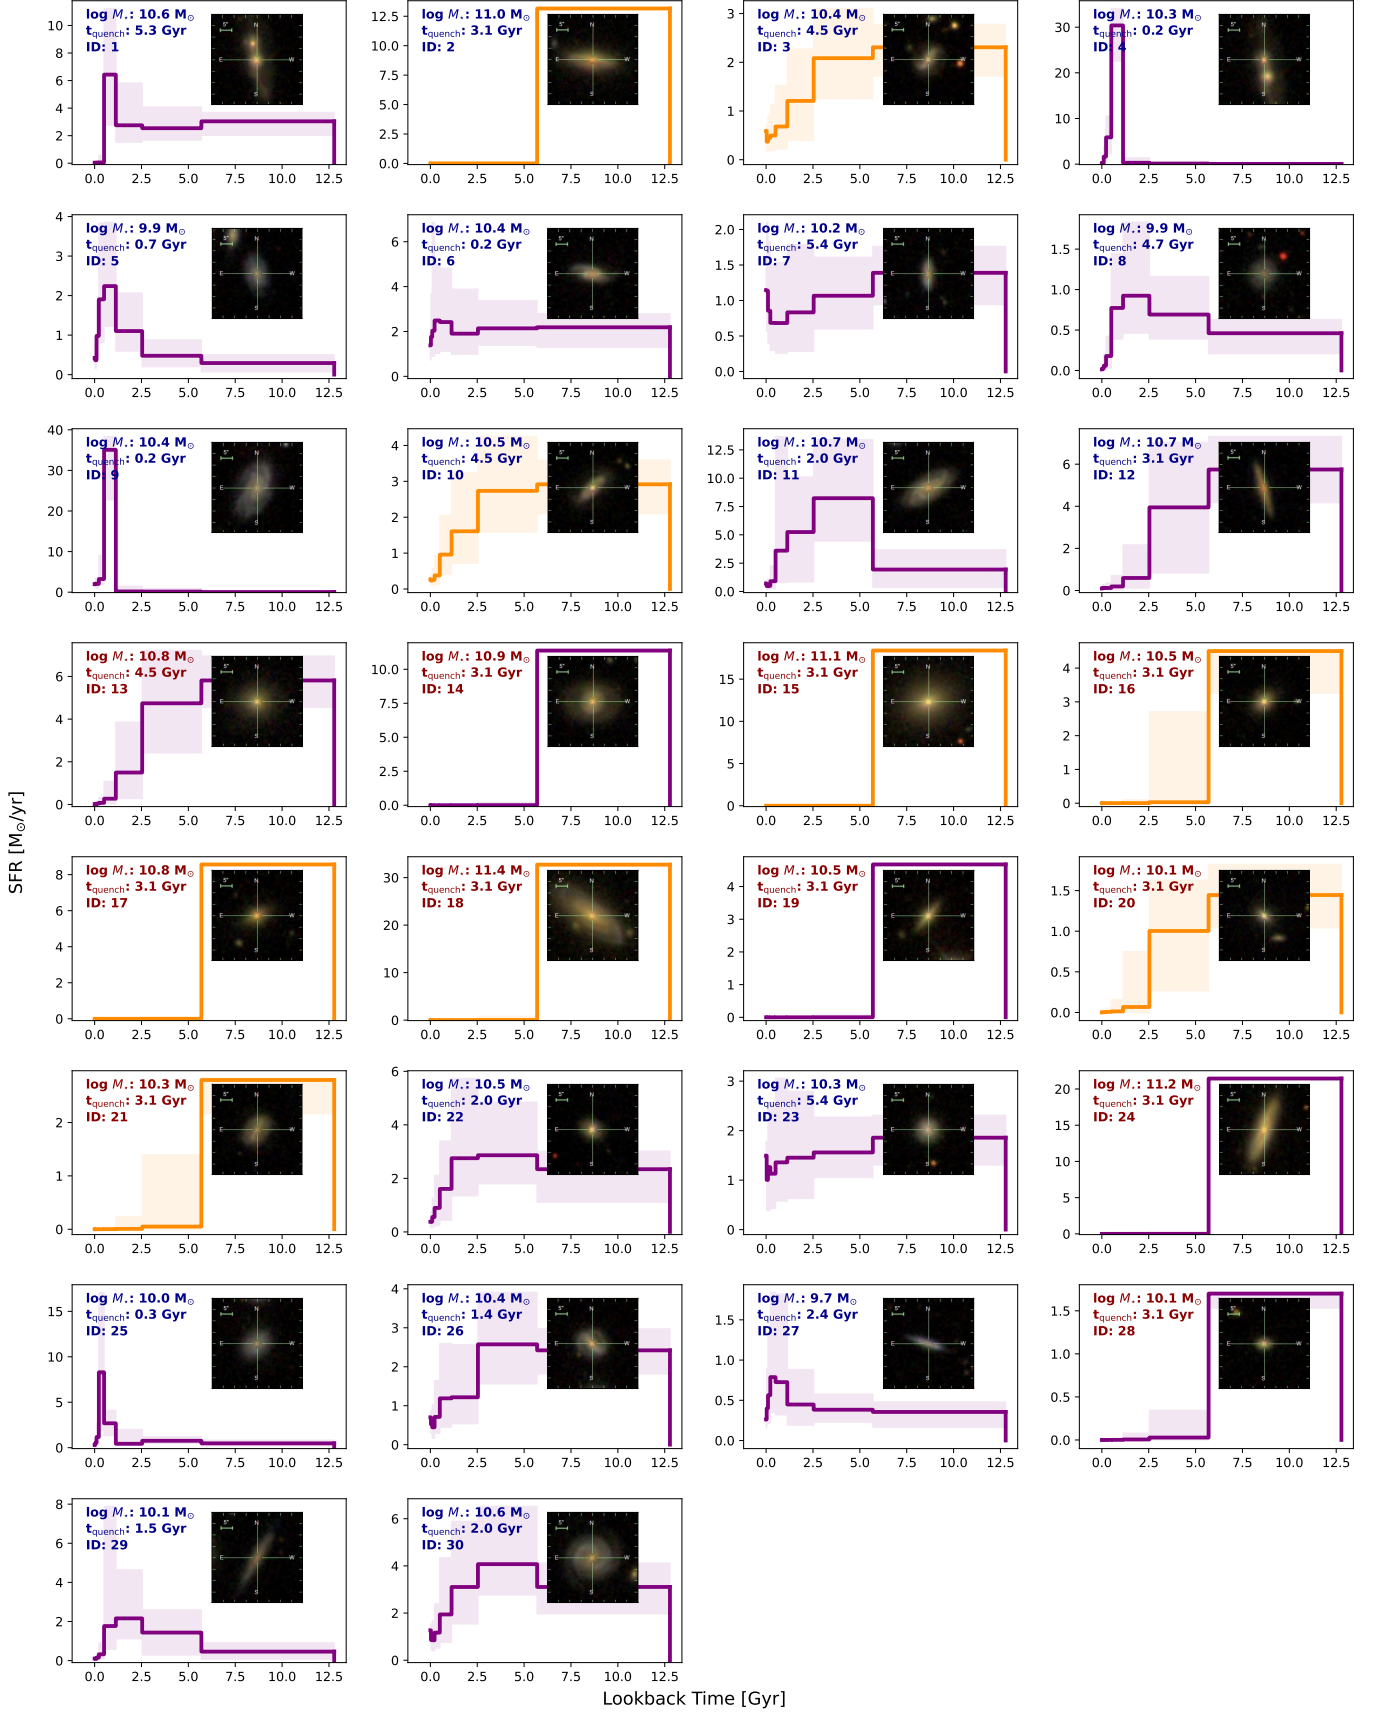 log M⋆: 10.6 M⊙
t_quench: 5.3 Gyr
ID: 1
log M⋆: 11.0 M⊙
t_quench: 3.1 Gyr
ID: 2
log M⋆: 10.4 M⊙
t_quench: 4.5 Gyr
ID: 3
log M⋆: 10.3 M⊙
t_quench: 0.2 Gyr
ID: 4
log M⋆: 9.9 M⊙
t_quench: 0.7 Gyr
ID: 5
log M⋆: 10.4 M⊙
t_quench: 0.2 Gyr
ID: 6
log M⋆: 10.2 M⊙
t_quench: 5.4 Gyr
ID: 7
log M⋆: 9.9 M⊙
t_quench: 4.7 Gyr
ID: 8
log M⋆: 10.4 M⊙
t_quench: 0.2 Gyr
ID: 9
log M⋆: 10.5 M⊙
t_quench: 4.5 Gyr
ID: 10
log M⋆: 10.7 M⊙
t_quench: 2.0 Gyr
ID: 11
log M⋆: 10.7 M⊙
t_quench: 3.1 Gyr
ID: 12
log M⋆: 10.8 M⊙
t_quench: 4.5 Gyr
ID: 13
log M⋆: 10.9 M⊙
t_quench: 3.1 Gyr
ID: 14
log M⋆: 11.1 M⊙
t_quench: 3.1 Gyr
ID: 15
log M⋆: 10.5 M⊙
t_quench: 3.1 Gyr
ID: 16
log M⋆: 10.8 M⊙
t_quench: 3.1 Gyr
ID: 17
log M⋆: 11.4 M⊙
t_quench: 3.1 Gyr
ID: 18
log M⋆: 10.5 M⊙
t_quench: 3.1 Gyr
ID: 19
log M⋆: 10.1 M⊙
t_quench: 3.1 Gyr
ID: 20
log M⋆: 10.3 M⊙
t_quench: 3.1 Gyr
ID: 21
log M⋆: 10.5 M⊙
t_quench: 2.0 Gyr
ID: 22
log M⋆: 10.3 M⊙
t_quench: 5.4 Gyr
ID: 23
log M⋆: 11.2 M⊙
t_quench: 3.1 Gyr
ID: 24
log M⋆: 10.0 M⊙
t_quench: 0.3 Gyr
ID: 25
log M⋆: 10.4 M⊙
t_quench: 1.4 Gyr
ID: 26
log M⋆: 9.7 M⊙
t_quench: 2.4 Gyr
ID: 27
log M⋆: 10.1 M⊙
t_quench: 3.1 Gyr
ID: 28
log M⋆: 10.1 M⊙
t_quench: 1.5 Gyr
ID: 29
log M⋆: 10.6 M⊙
t_quench: 2.0 Gyr
ID: 30
SFR [M⊙/yr]
Lookback Time [Gyr]